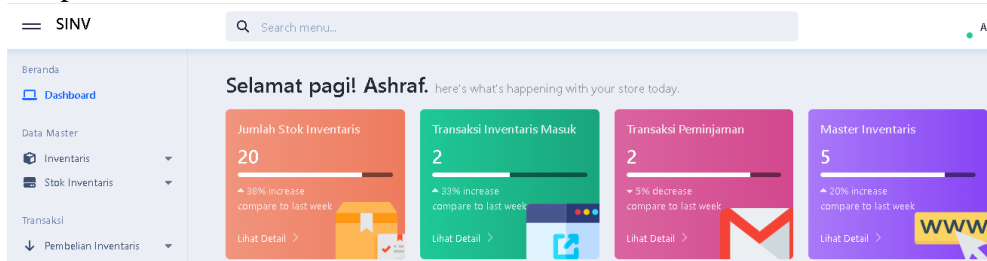 SINV
Search menu...
A
Beranda
Dashboard
Data Master
Inventaris
Stok Inventaris
Transaksi
Pembelian Inventaris
Selamat pagi! Ashraf. here's what's happening with your store today.
Jumlah Stok Inventaris
20
38% increase
compare to last week
Lihat Detail
Transaksi Inventaris Masuk
2
33% increase
compare to last week
Lihat Detail
Transaksi Peminjaman
2
5% decrease
compare to last week
Lihat Detail
Master Inventaris
5
20% increase
compare to last week
Lihat Detail
WWW